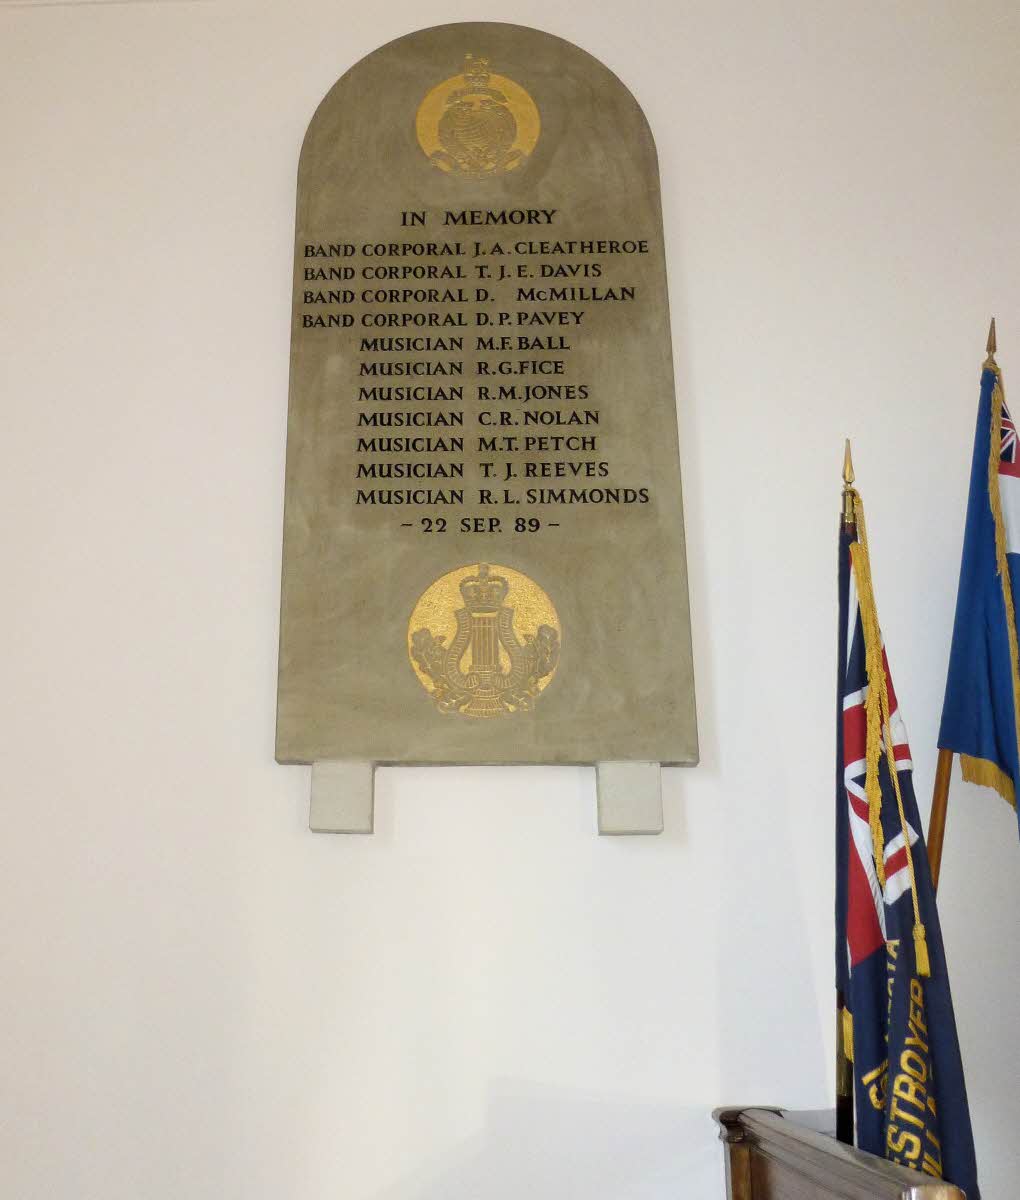 IN MEMORY
BAND CORPORAL J. A. CLEATHEROE
BAND CORPORAL T. J. E. DAVIS
BAND CORPORAL D. McMILLAN
BAND CORPORAL D. P. PAVEY
MUSICIAN M.F. BALL
MUSICIAN R.G. FICE
MUSICIAN R.M. JONES
MUSICIAN C.R. NOLAN
MUSICIAN M.T. PETCH
MUSICIAN T. J. REEVES
MUSICIAN R. L. SIMMONDS
- 22 SEP. 89 -